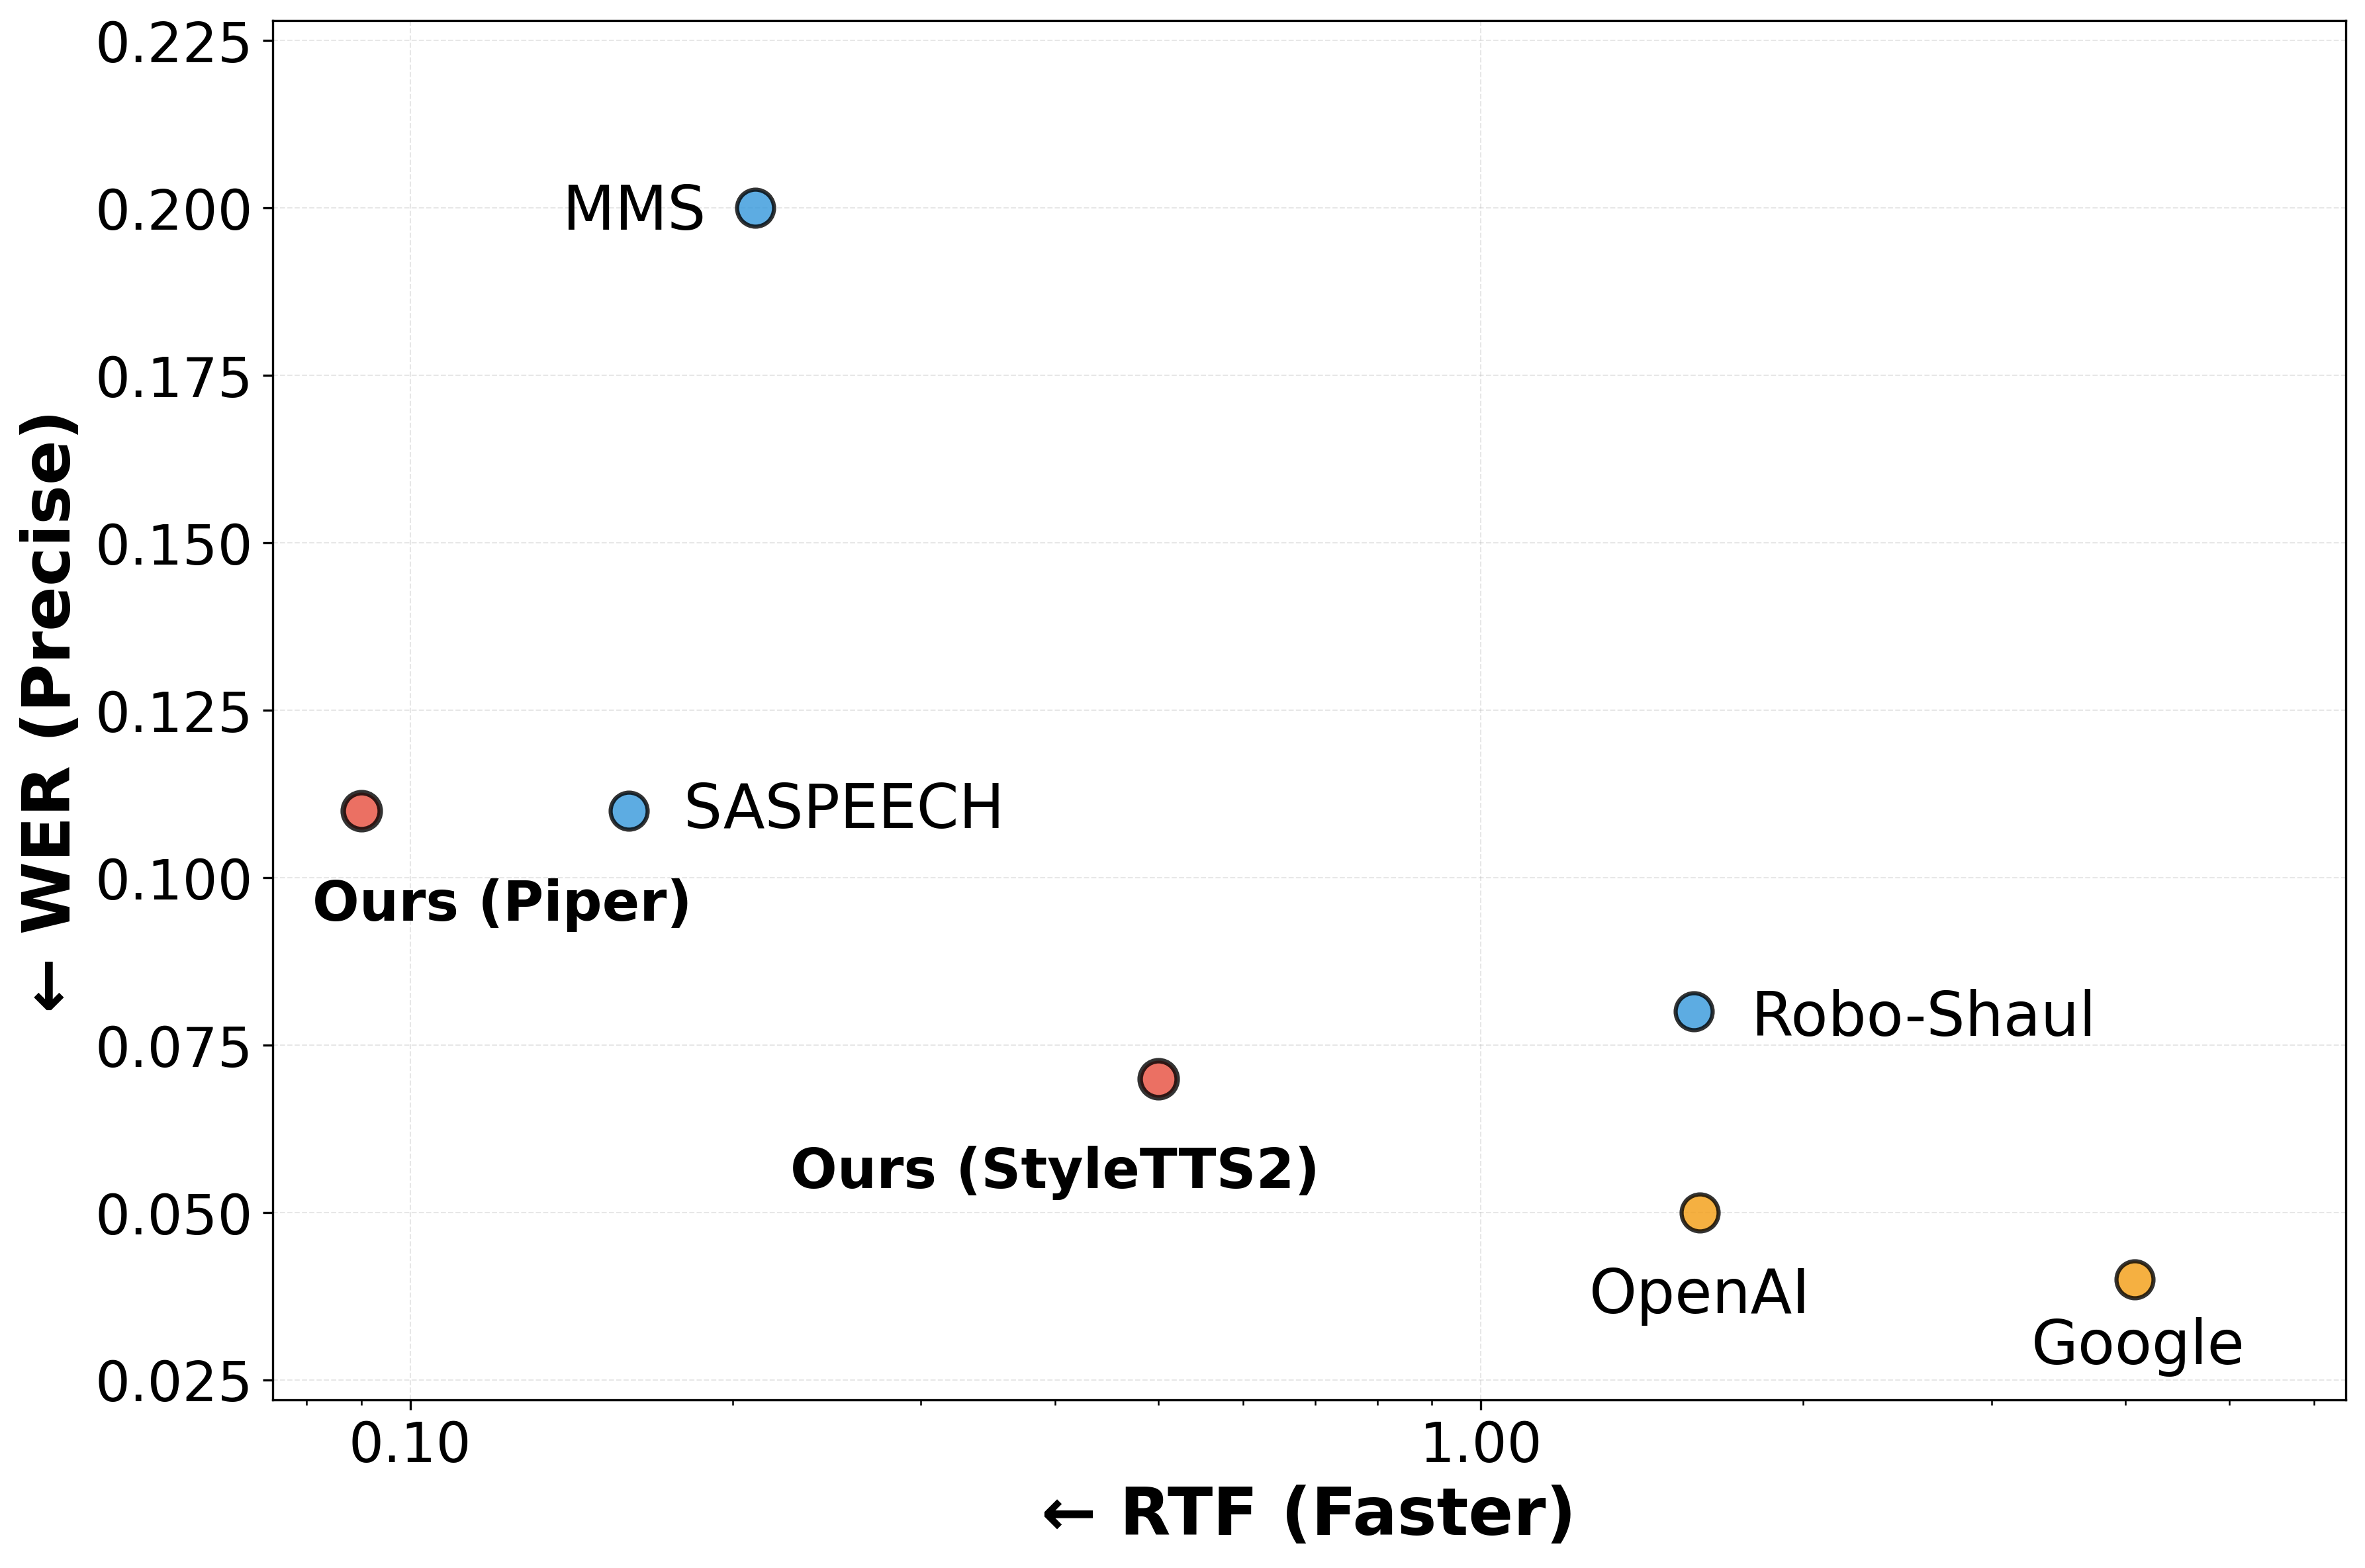 0.225
0.200
0.175
0.150
0.125
0.100
0.075
0.050
0.025
← WER (Precise)
MMS
SASPEECH
Ours (Piper)
Robo-Shaul
Ours (StyleTTS2)
OpenAI
Google
0.10
1.00
← RTF (Faster)